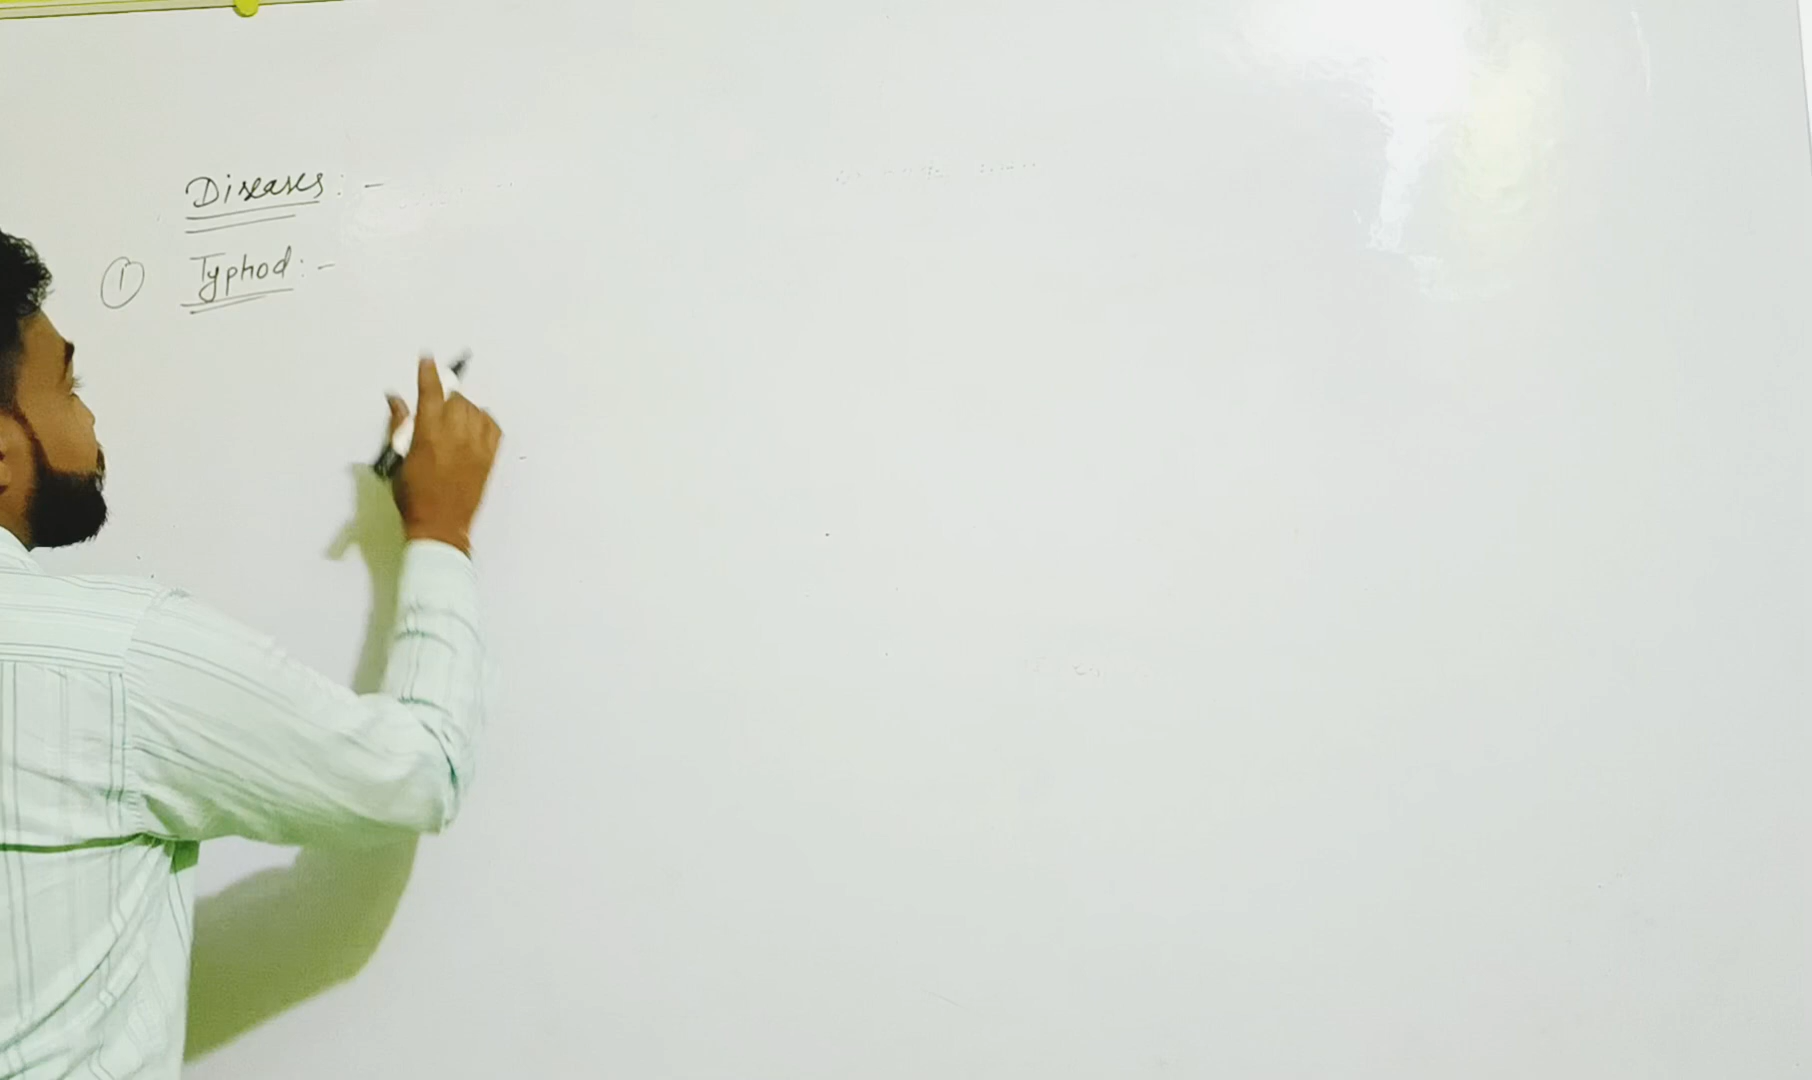 Diseases : -
① Typhod : -